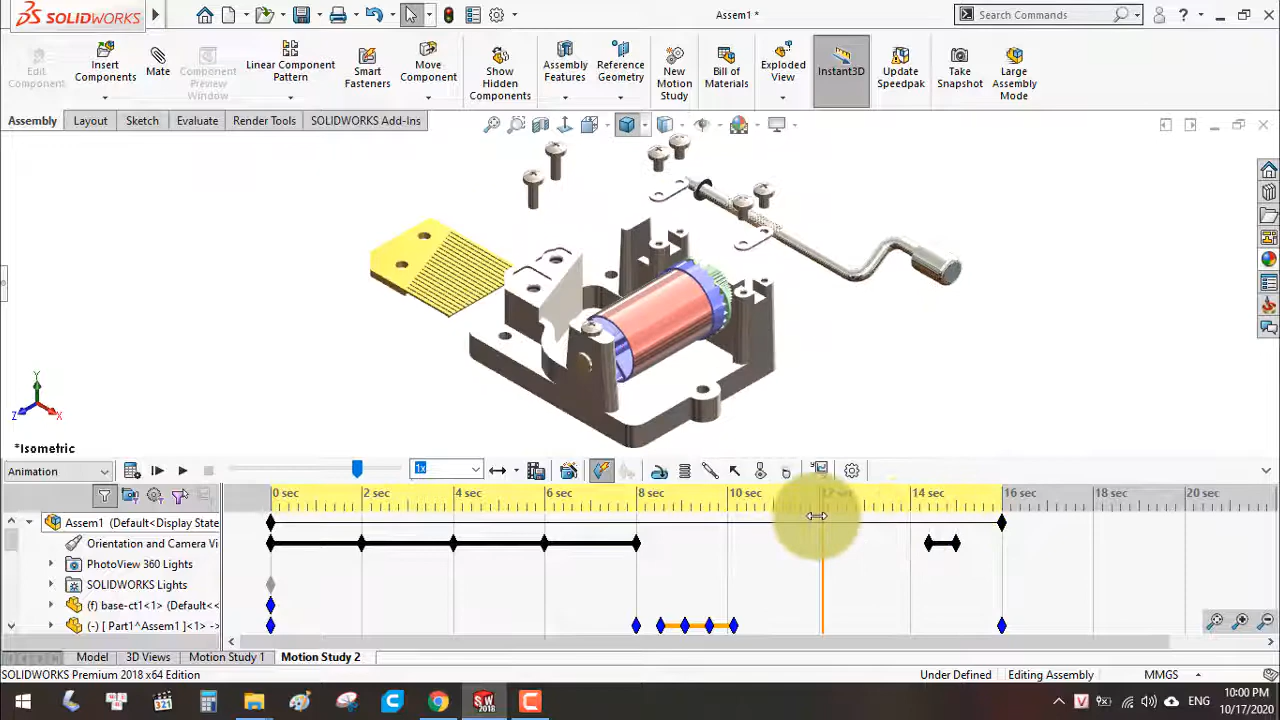 SOLIDWORKS
Assem1 *
Search Commands
?
Edit Component
Insert Components
Mate
Component Preview Window
Linear Component Pattern
Smart Fasteners
Move Component
Show Hidden Components
Assembly Features
Reference Geometry
New Motion Study
Bill of Materials
Exploded View
Instant3D
Update Speedpak
Take Snapshot
Large Assembly Mode
Assembly Layout Sketch Evaluate Render Tools SOLIDWORKS Add-Ins
Y
Z X
*Isometric
Animation 1x
0 sec 2 sec 4 sec 6 sec 8 sec 10 sec 12 sec 14 sec 16 sec 18 sec 20 sec
Assem1 (Default<Display State
Orientation and Camera Vi
PhotoView 360 Lights
SOLIDWORKS Lights
(f) base-ct1<1> (Default<<
(-) [ Part1^Assem1 ]<1> ->
Model 3D Views Motion Study 1 Motion Study 2
SOLIDWORKS Premium 2018 x64 Edition Under Defined Editing Assembly MMGS
321 SW 2018 V ENG
10:00 PM
10/17/2020